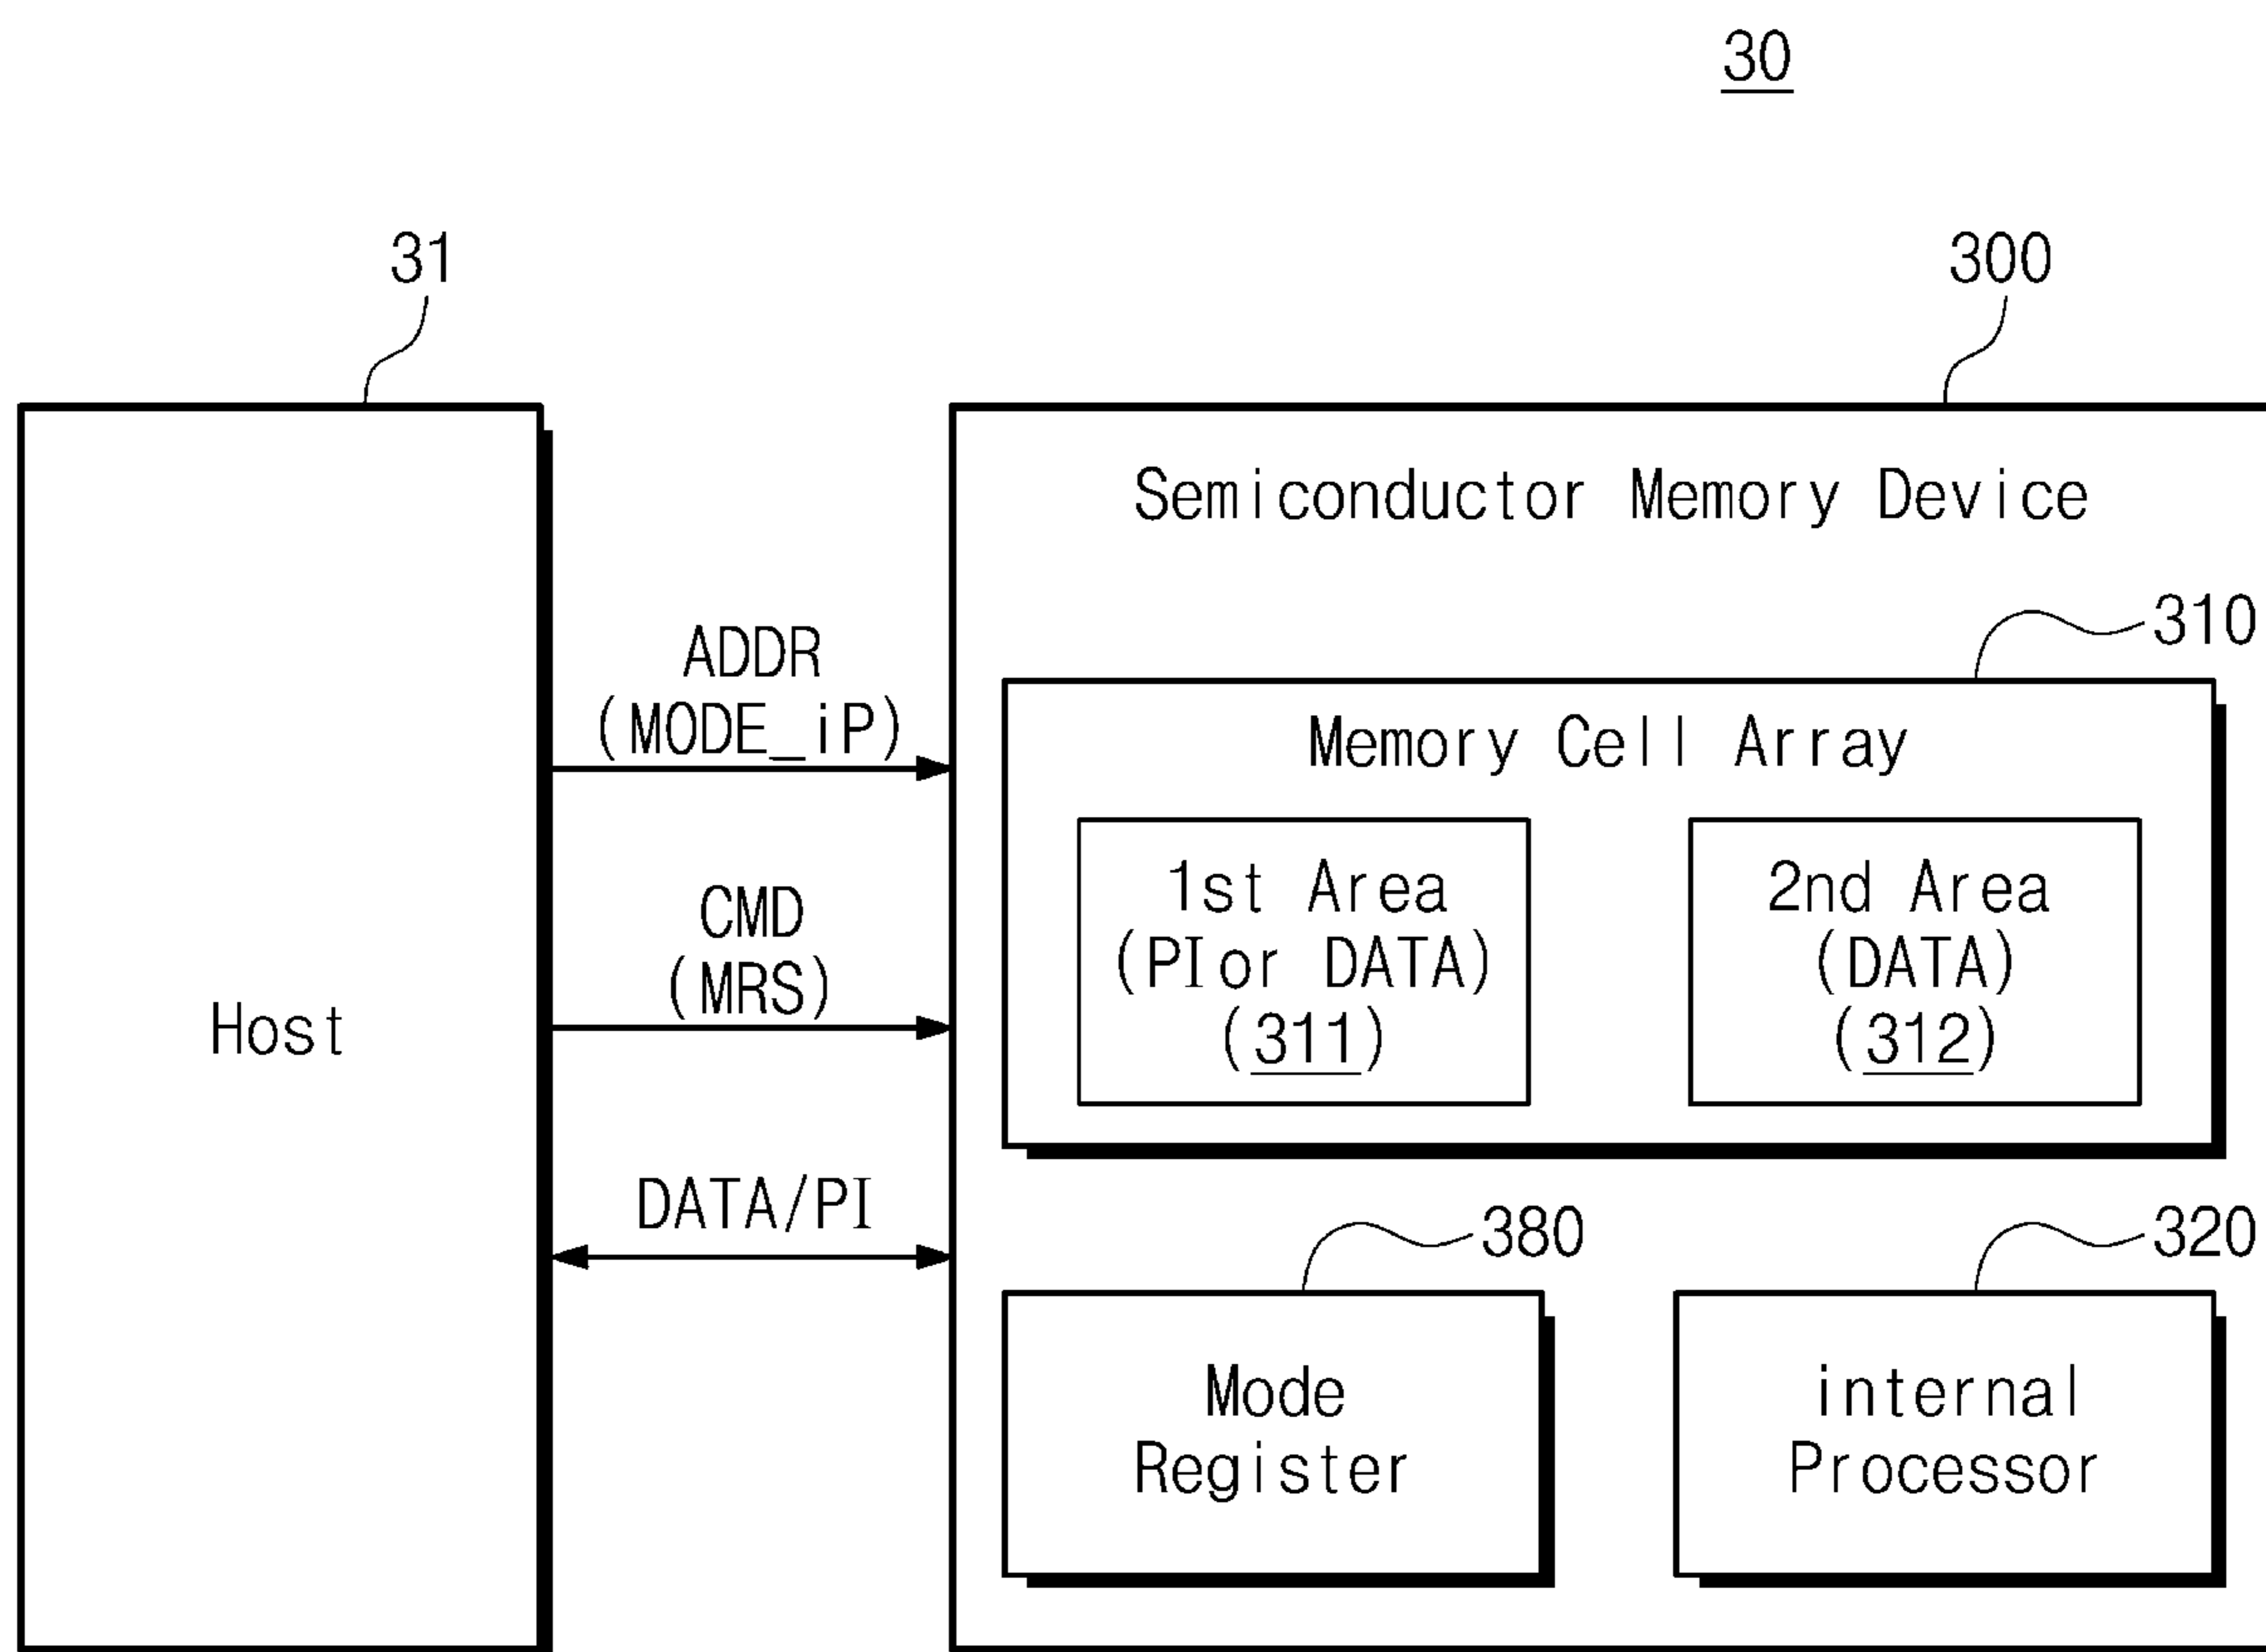 30
31
300
Semiconductor Memory Device
310
ADDR
(MODE_iP)
Memory Cell Array
1st Area
(PIor DATA)
(311)
2nd Area
(DATA)
(312)
CMD
(MRS)
Host
DATA/PI
380
320
Mode
Register
internal
Processor